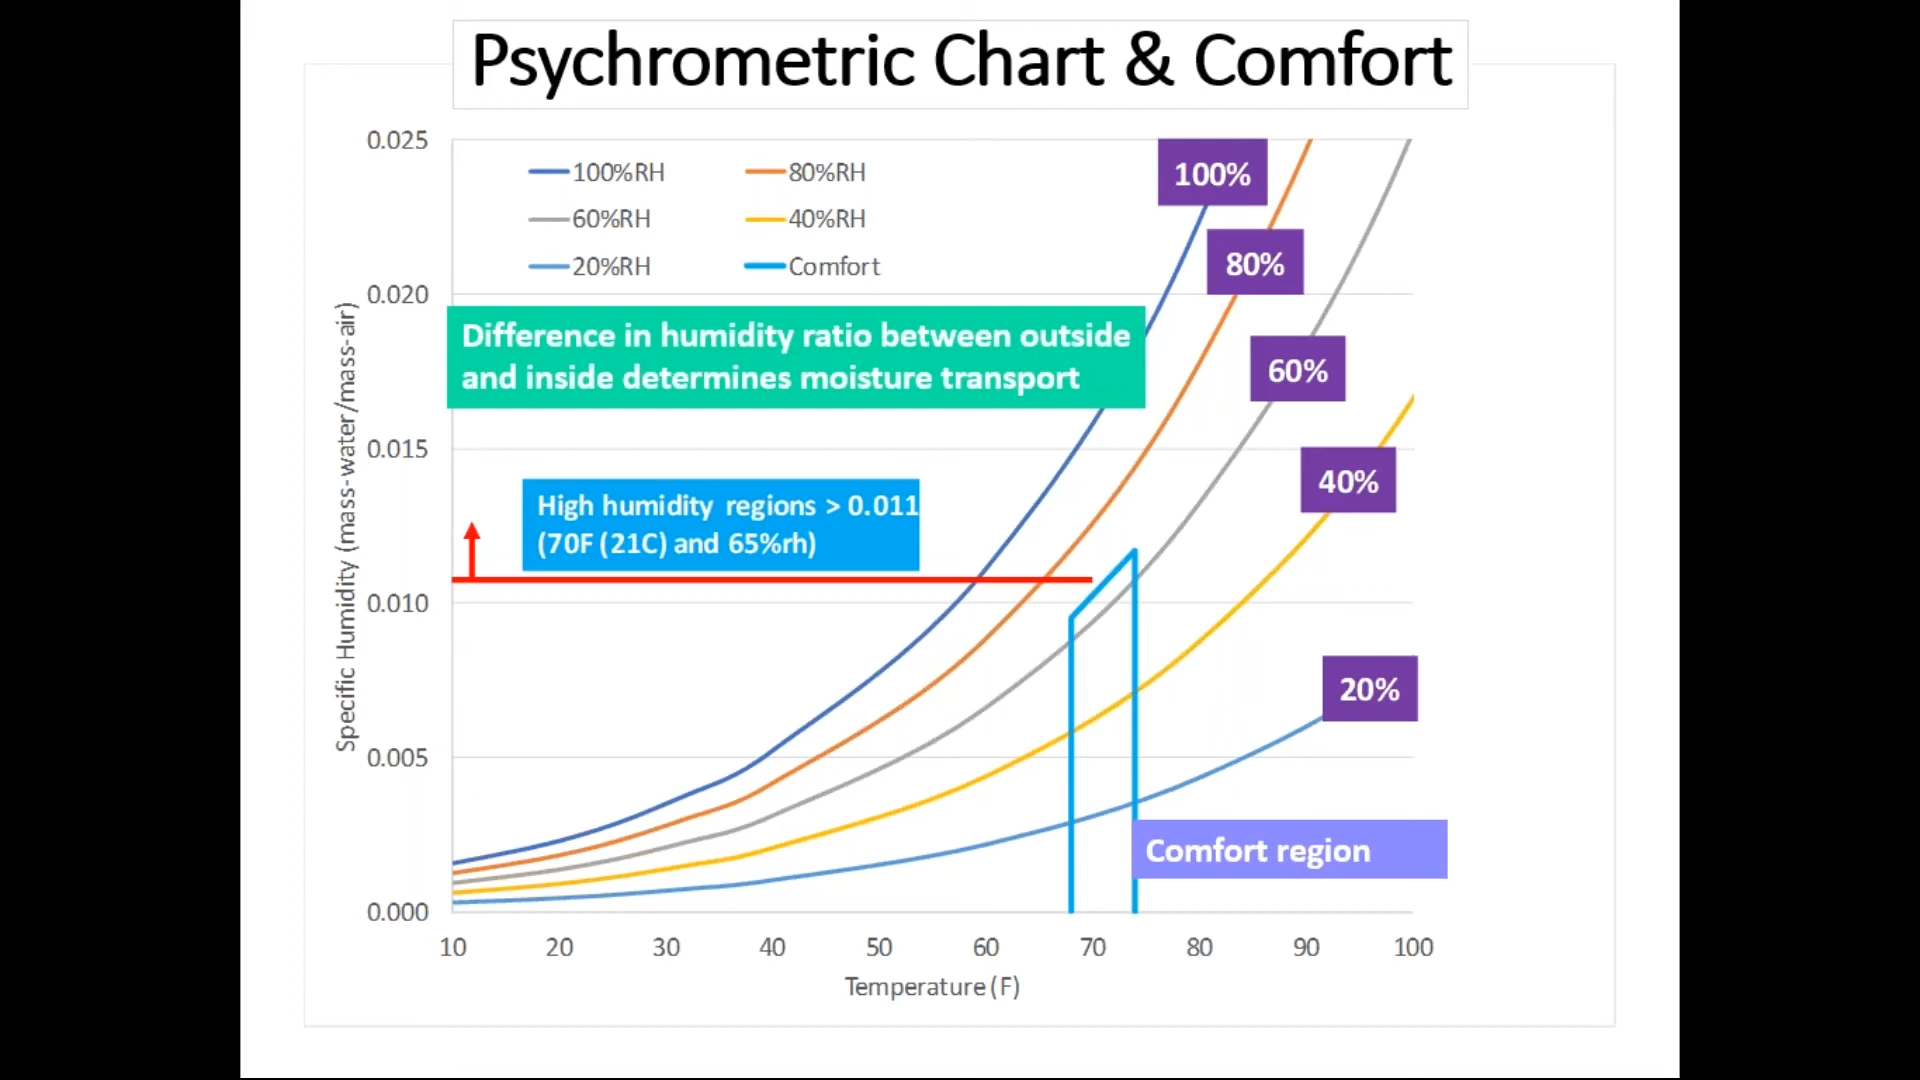 Psychrometric Chart & Comfort
0.025
0.020
0.015
0.010
0.005
0.000
Specific Humidity (mass-water/mass-air)
100%RH
80%RH
60%RH
40%RH
20%RH
Comfort
100%
80%
60%
40%
20%
Difference in humidity ratio between outside
and inside determines moisture transport
High humidity regions > 0.011
(70F (21C) and 65%rh)
Comfort region
10 20 30 40 50 60 70 80 90 100
Temperature (F)